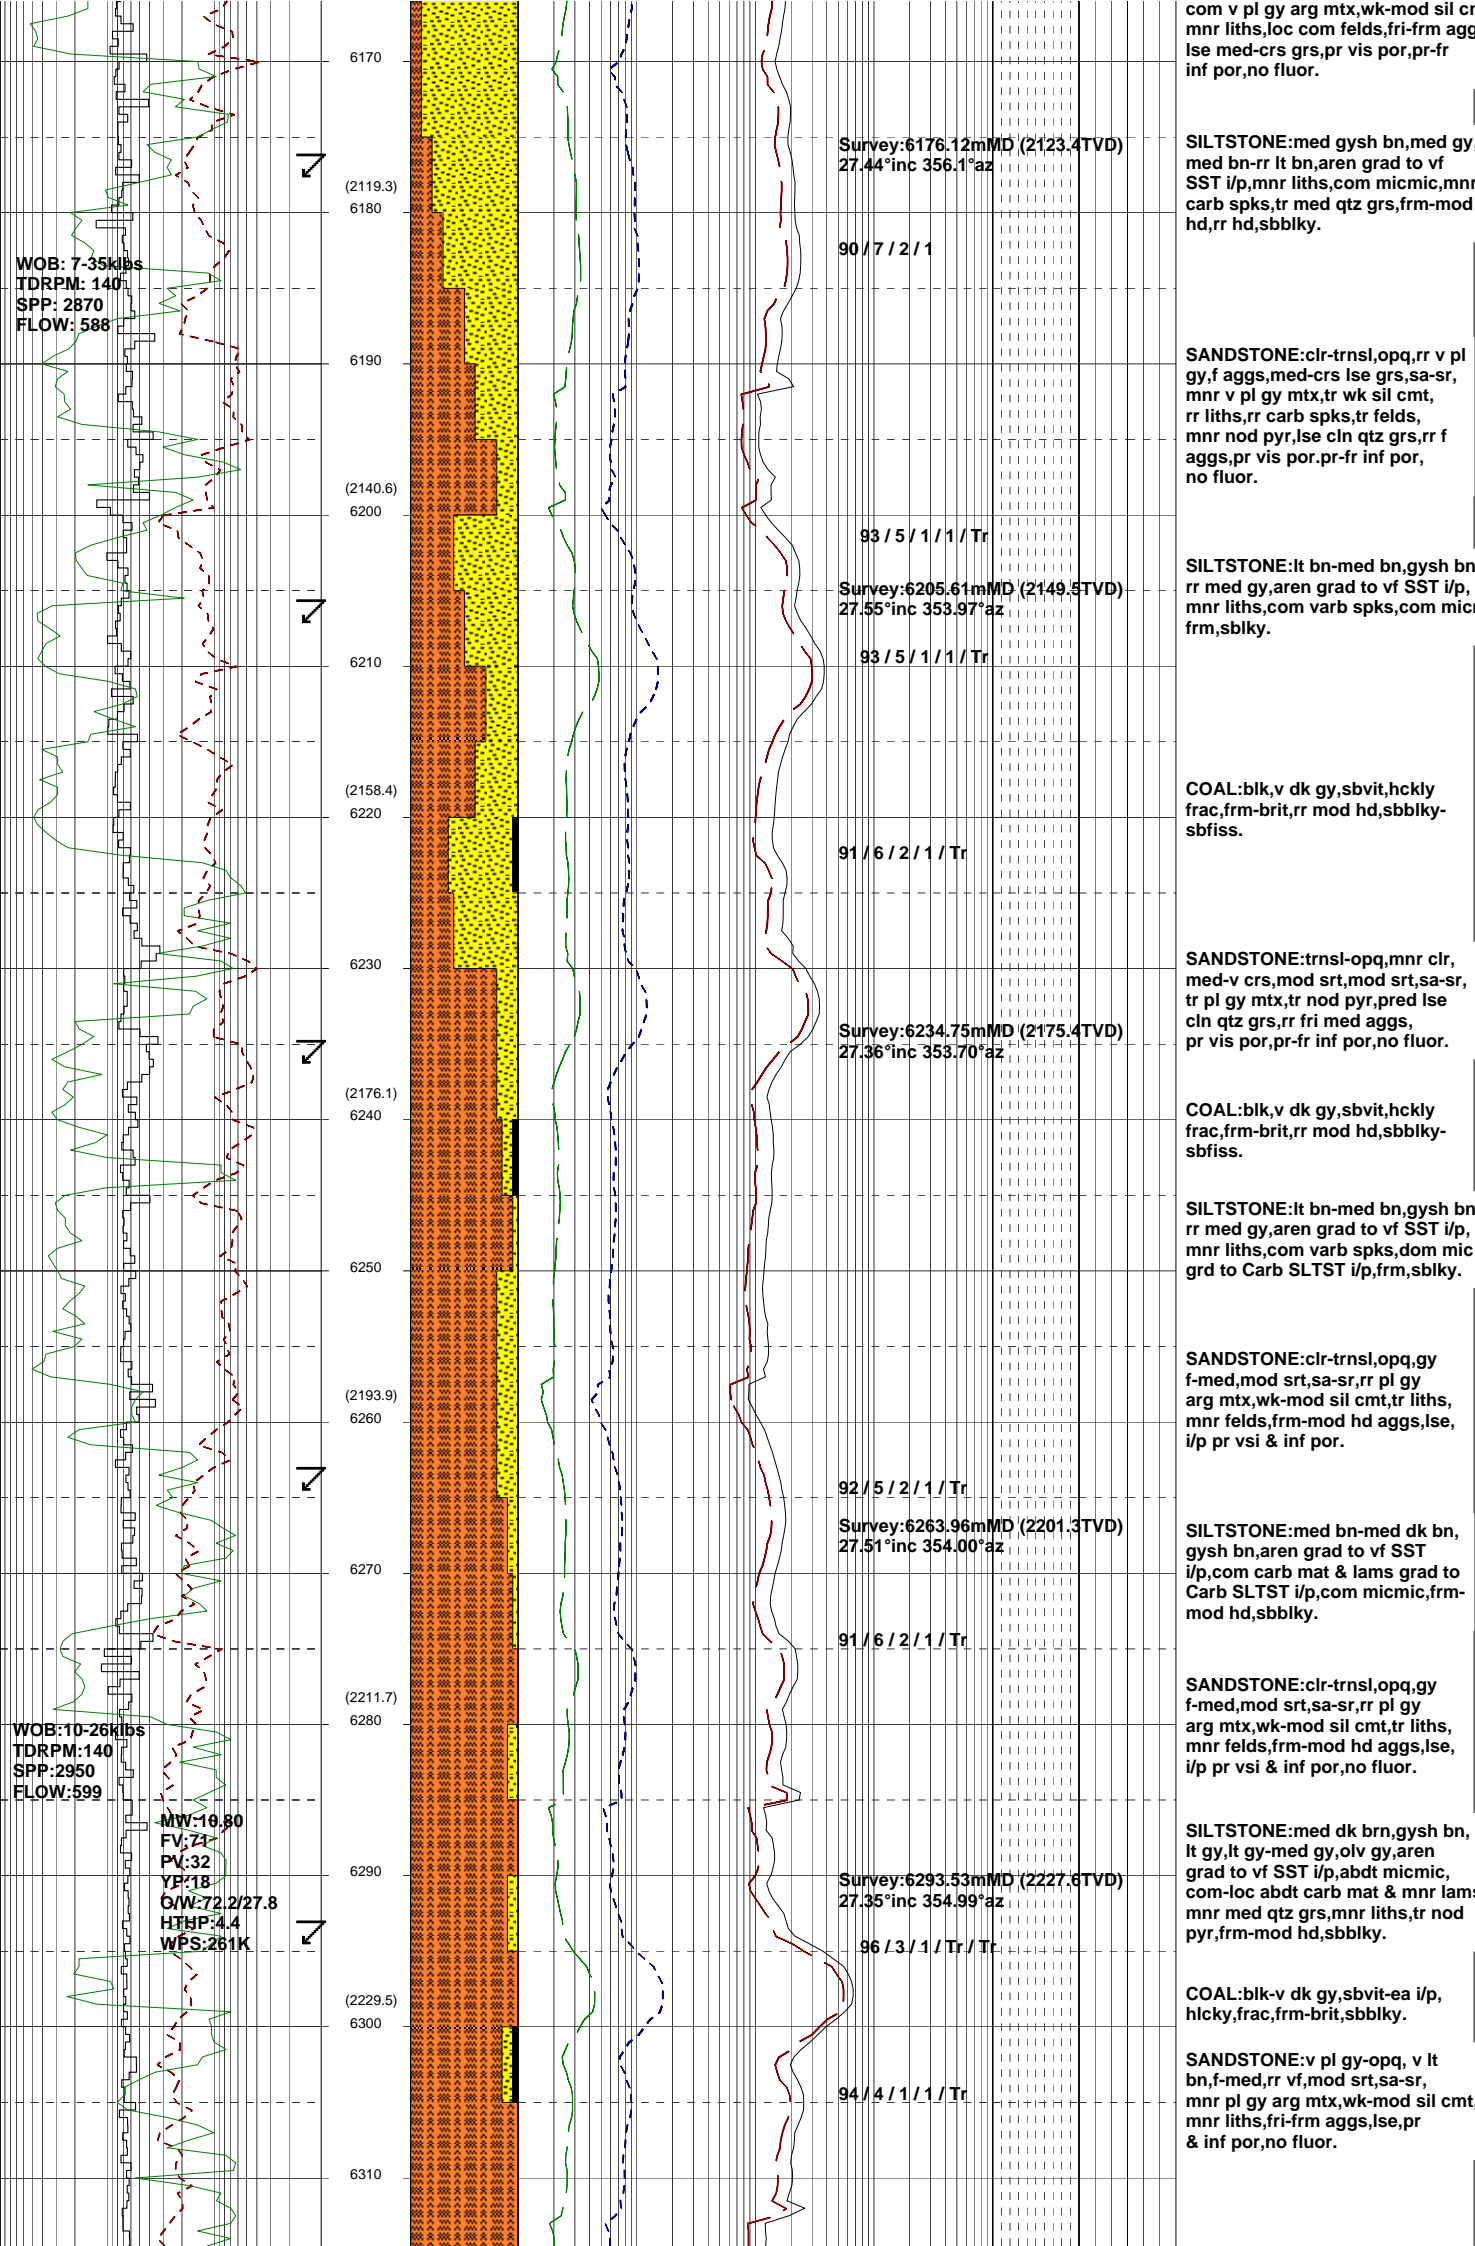 com v pl gy arg mtx,wk-mod sil
mnr liths,loc com felds,fri-frm agg
lse med-crs grs,pr vis por,pr-fr
inf por,no fluor.
6170
Survey:6176.12mMD (2123.4TVD)
27.44°inc 356.1°az
SILTSTONE:med gysh bn,med gy,
med bn-rr lt bn,aren grad to vf
SST i/p,mnr liths,com micmic,mnr
carb spks,tr med qtz grs,frm-mod
hd,rr hd,sbblky.
(2119.3)
6180
90 / 7 / 2 / 1
WOB: 7-35klbs
TDRPM: 140
SPP: 2870
FLOW: 588
6190
SANDSTONE:clr-trnsl,opq,rr v pl
gy,f aggs,med-crs lse grs,sa-sr,
mnr v pl gy mtx,tr wk sil cmt,
rr liths,rr carb spks,tr felds,
mnr nod pyr,lse cln qtz grs,rr f
aggs,pr vis por.pr-fr inf por,
no fluor.
(2140.6)
6200
93 / 5 / 1 / 1 / Tr
Survey:6205.61mMD (2149.5TVD)
27.55°inc 353.97°az
SILTSTONE:lt bn-med bn,gysh bn
rr med gy,aren grad to vf SST i/p,
mnr liths,com varb spks,com
frm,sblky.
93 / 5 / 1 / 1 / Tr
6210
(2158.4)
6220
COAL:blk,v dk gy,sbvit,hckly
frac,frm-brit,rr mod hd,sbblky-
sbfiss.
91 / 6 / 2 / 1 / Tr
6230
SANDSTONE:trnsl-opq,mnr clr,
med-v crs,mod srt,mod srt,sa-sr,
tr pl gy mtx,tr nod pyr,pred lse
cln qtz grs,rr fri med aggs,
pr vis por,pr-fr inf por,no fluor.
Survey:6234.75mMD (2175.4TVD)
27.36°inc 353.70°az
(2176.1)
6240
COAL:blk,v dk gy,sbvit,hckly
frac,frm-brit,rr mod hd,sbblky-
sbfiss.
SILTSTONE:lt bn-med bn,gysh bn
rr med gy,aren grad to vf SST i/p,
mnr liths,com varb spks,dom mic
grd to Carb SLTST i/p,frm,sblky.
6250
SANDSTONE:clr-trnsl,opq,gy
f-med,mod srt,sa-sr,rr pl gy
arg mtx,wk-mod sil cmt,tr liths,
mnr felds,frm-mod hd aggs,lse,
i/p pr vsi & inf por.
(2193.9)
6260
92 / 5 / 2 / 1 / Tr
Survey:6263.96mMD (2201.3TVD)
27.51°inc 354.00°az
SILTSTONE:med bn-med dk bn,
gysh bn,aren grad to vf SST
i/p,com carb mat & lams grad to
Carb SLTST i/p,com micmic,frm-
mod hd,sbblky.
6270
91 / 6 / 2 / 1 / Tr
SANDSTONE:clr-trnsl,opq,gy
f-med,mod srt,sa-sr,rr pl gy
arg mtx,wk-mod sil cmt,tr liths,
mnr felds,frm-mod hd aggs,lse,
i/p pr vsi & inf por,no fluor.
(2211.7)
6280
WOB:10-26klbs
TDRPM:140
SPP:2950
FLOW:599
MW:10.80
FV:71
PV:32
YP:18
O/W:72.2/27.8
HTHP:4.4
WPS:261K
SILTSTONE:med dk brn,gysh bn,
lt gy,lt gy-med gy,olv gy,aren
grad to vf SST i/p,abdt micmic,
com-loc abdt carb mat & mnr lams
mnr med qtz grs,mnr liths,tr nod
pyr,frm-mod hd,sbblky.
6290
Survey:6293.53mMD (2227.6TVD)
27.35°inc 354.99°az
96 / 3 / 1 / Tr / Tr
COAL:blk-v dk gy,sbvit-ea i/p,
hlcky,frac,frm-brit,sbblky.
(2229.5)
6300
SANDSTONE:v pl gy-opq, v lt
bn,f-med,rr vf,mod srt,sa-sr,
mnr pl gy arg mtx,wk-mod sil cmt,
mnr liths,fri-frm aggs,lse,pr
& inf por,no fluor.
94 / 4 / 1 / 1 / Tr
6310